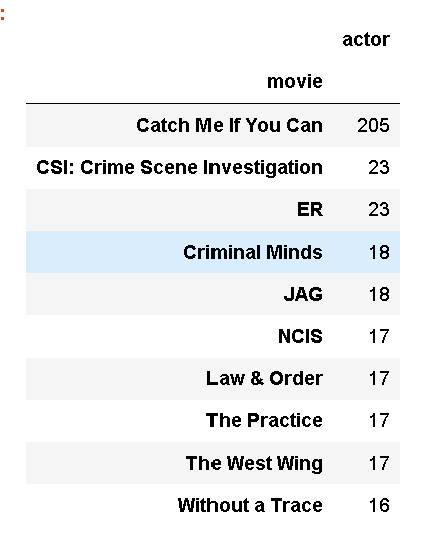 :
actor
movie
Catch Me If You Can 205
CSI: Crime Scene Investigation 23
ER 23
Criminal Minds 18
JAG 18
NCIS 17
Law & Order 17
The Practice 17
The West Wing 17
Without a Trace 16